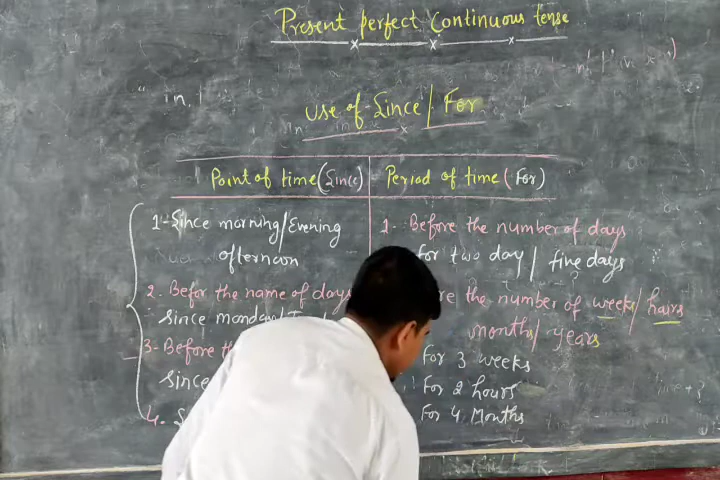 Present perfect Continuous tense
use of Since / For
Point of time (Since)
Period of time (For)
1- Since morning / Evening
afternoon
2. Befor the name of days
since monday /
3- Before
since
4.
1. Before the number of days
For two day / five days
the number of weeks / hairs
months / years
For 3 weeks
For 2 hours
For 4 Months